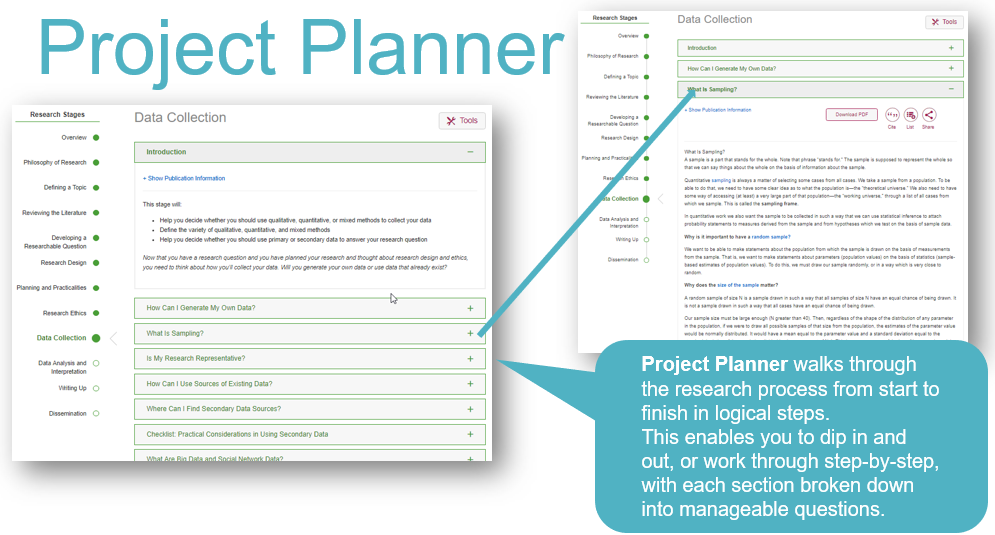 Project Planner
Research Stages
Overview
Philosophy of Research
Defining a Topic
Reviewing the Literature
Developing a
Researchable Question
Research Design
Planning and Practicalities
Research Ethics
Data Collection
Data Analysis and
Interpretation
Writing Up
Dissemination
Data Collection
Tools
Introduction
+ Show Publication Information
This stage will:
• Help you decide whether you should use qualitative, quantitative, or mixed methods to collect your data
• Define the variety of qualitative, quantitative, and mixed methods
• Help you decide whether you should use primary or secondary data to answer your research question
Now that you have a research question and you have planned your research and thought about research design and ethics,
you need to think about how you'll collect your data. Will you generate your own data or use data that already exist?
How Can I Generate My Own Data?
What Is Sampling?
Is My Research Representative?
How Can I Use Sources of Existing Data?
Where Can I Find Secondary Data Sources?
Checklist: Practical Considerations in Using Secondary Data
What Are Big Data and Social Network Data?
Research Stages
Overview
Philosophy of Research
Defining a Topic
Reviewing the Literature
Developing a
Researchable Question
Research Design
Planning and Practicalities
Research Ethics
Data Collection
Data Analysis and
Interpretation
Writing Up
Dissemination
Data Collection
Tools
Introduction
How Can I Generate My Own Data?
What Is Sampling?
+ Show Publication Information
Download PDF
Cite
List
Share
What Is Sampling?
A sample is a part that stands for the whole. Note that phrase "stands for." The sample is supposed to represent the whole so
that we can say things about the whole on the basis of information about the sample.
Quantitative sampling is always a matter of selecting some cases from all cases. We take a sample from a population. To be
able to do that, we need to have some clear idea as to what the population is—the "theoretical universe." We also need to have
some way of accessing (at least) a very large part of that population—the "working universe," through a list of all cases from
which we sample. This is called the sampling frame.
In quantitative work we also want the sample to be collected in such a way that we can use statistical inference to attach
probability statements to measures derived from the sample and from hypotheses which we test on the basis of sample data.
Why is it important to have a random sample?
We want to be able to make statements about the population from which the sample is drawn on the basis of measurements
from the sample. That is, we want to make statements about parameters (population values) on the basis of statistics (sample-
based estimates of population values). To do this, we must draw our sample randomly, or in a way which is very close to
random.
Why does the size of the sample matter?
A random sample of size N is a sample drawn in such a way that all samples of size N have an equal chance of being drawn. It
is not a sample drawn in such a way that all cases have an equal chance of being drawn.
Our sample size must be large enough (N greater than 40). Then, regardless of the shape of the distribution of any parameter
in the population, if we were to draw all possible samples of that size from the population, the estimates of the parameter value
would be normally distributed. It would have a mean equal to the parameter value and a standard deviation equal to the
Project Planner walks through
the research process from start to
finish in logical steps.
This enables you to dip in and
out, or work through step-by-step,
with each section broken down
into manageable questions.